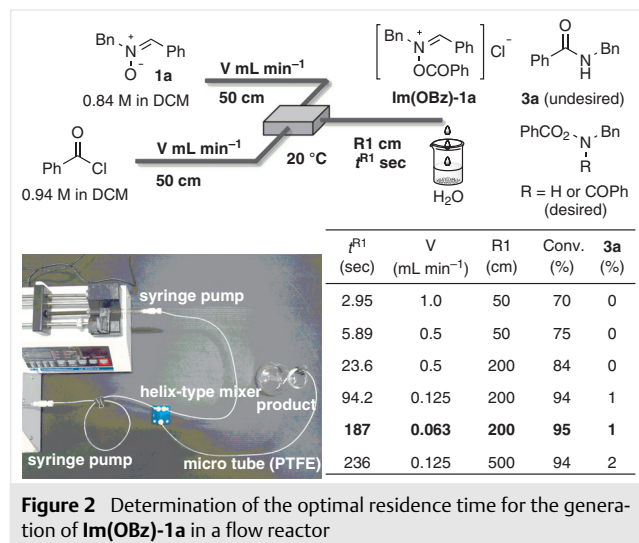 Bn
+
N
Ph
O
–
1a
0.84 M in DCM
V mL min–1
50 cm
O
Ph
Cl
0.94 M in DCM
V mL min–1
50 cm
20 °C
R1 cm
tR1 sec
H2O
Bn
+
N
Ph
OCOPh
Cl–
Im(OBz)-1a
O
Ph
N
H
Bn
3a (undesired)
PhCO2
N
Bn
R
R = H or COPh
(desired)
syringe pump
helix-type mixer
product
syringe pump
micro tube (PTFE)
tR1 V R1 Conv. 3a
(sec) (mL min–1) (cm) (%) (%)
2.95 1.0 50 70 0
5.89 0.5 50 75 0
23.6 0.5 200 84 0
94.2 0.125 200 94 1
187 0.063 200 95 1
236 0.125 500 94 2
Figure 2 Determination of the optimal residence time for the genera-
tion of Im(OBz)-1a in a flow reactor